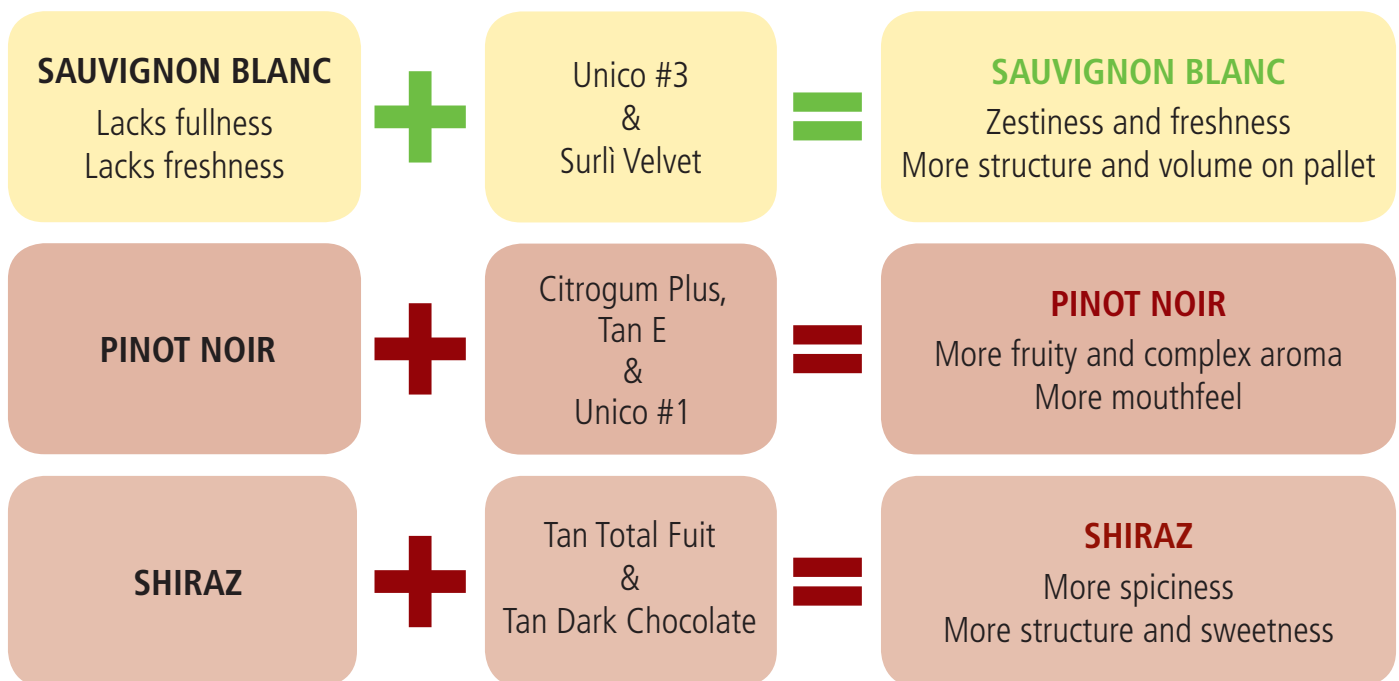 SAUVIGNON BLANC
Lacks fullness
Lacks freshness
+
Unico #3
&
Surlì Velvet
=
SAUVIGNON BLANC
Zestiness and freshness
More structure and volume on pallet
PINOT NOIR
+
Citrogum Plus,
Tan E
&
Unico #1
=
PINOT NOIR
More fruity and complex aroma
More mouthfeel
SHIRAZ
+
Tan Total Fuit
&
Tan Dark Chocolate
=
SHIRAZ
More spiciness
More structure and sweetness